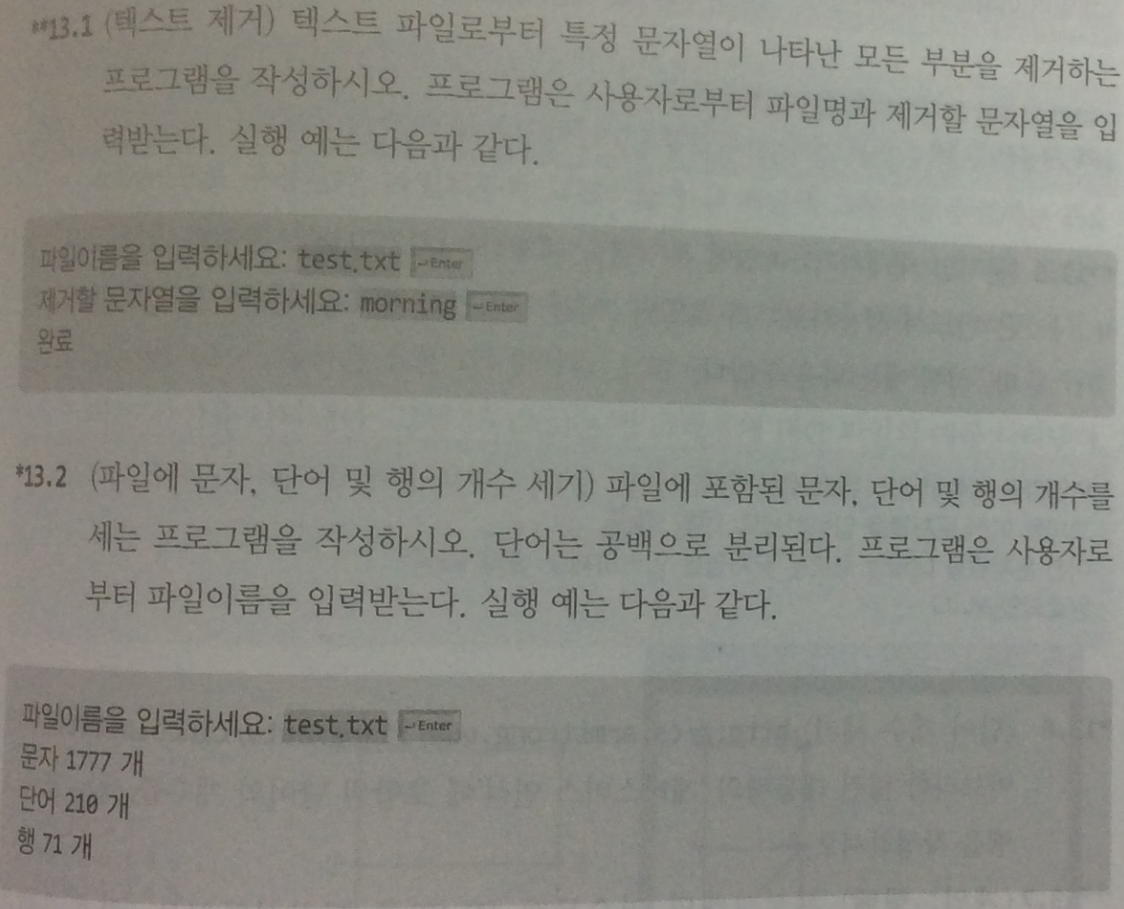 **13.1 (텍스트 제거) 텍스트 파일로부터 특정 문자열이 나타난 모든 부분을 제거하는
프로그램을 작성하시오. 프로그램은 사용자로부터 파일명과 제거할 문자열을 입
력받는다. 실행 예는 다음과 같다.
파일이름을 입력하세요: test.txt ↵Enter
제거할 문자열을 입력하세요: morning ↵Enter
완료
*13.2 (파일에 문자, 단어 및 행의 개수 세기) 파일에 포함된 문자, 단어 및 행의 개수를
세는 프로그램을 작성하시오. 단어는 공백으로 분리된다. 프로그램은 사용자로
부터 파일이름을 입력받는다. 실행 예는 다음과 같다.
파일이름을 입력하세요: test.txt ↵Enter
문자 1777 개
단어 210 개
행 71 개